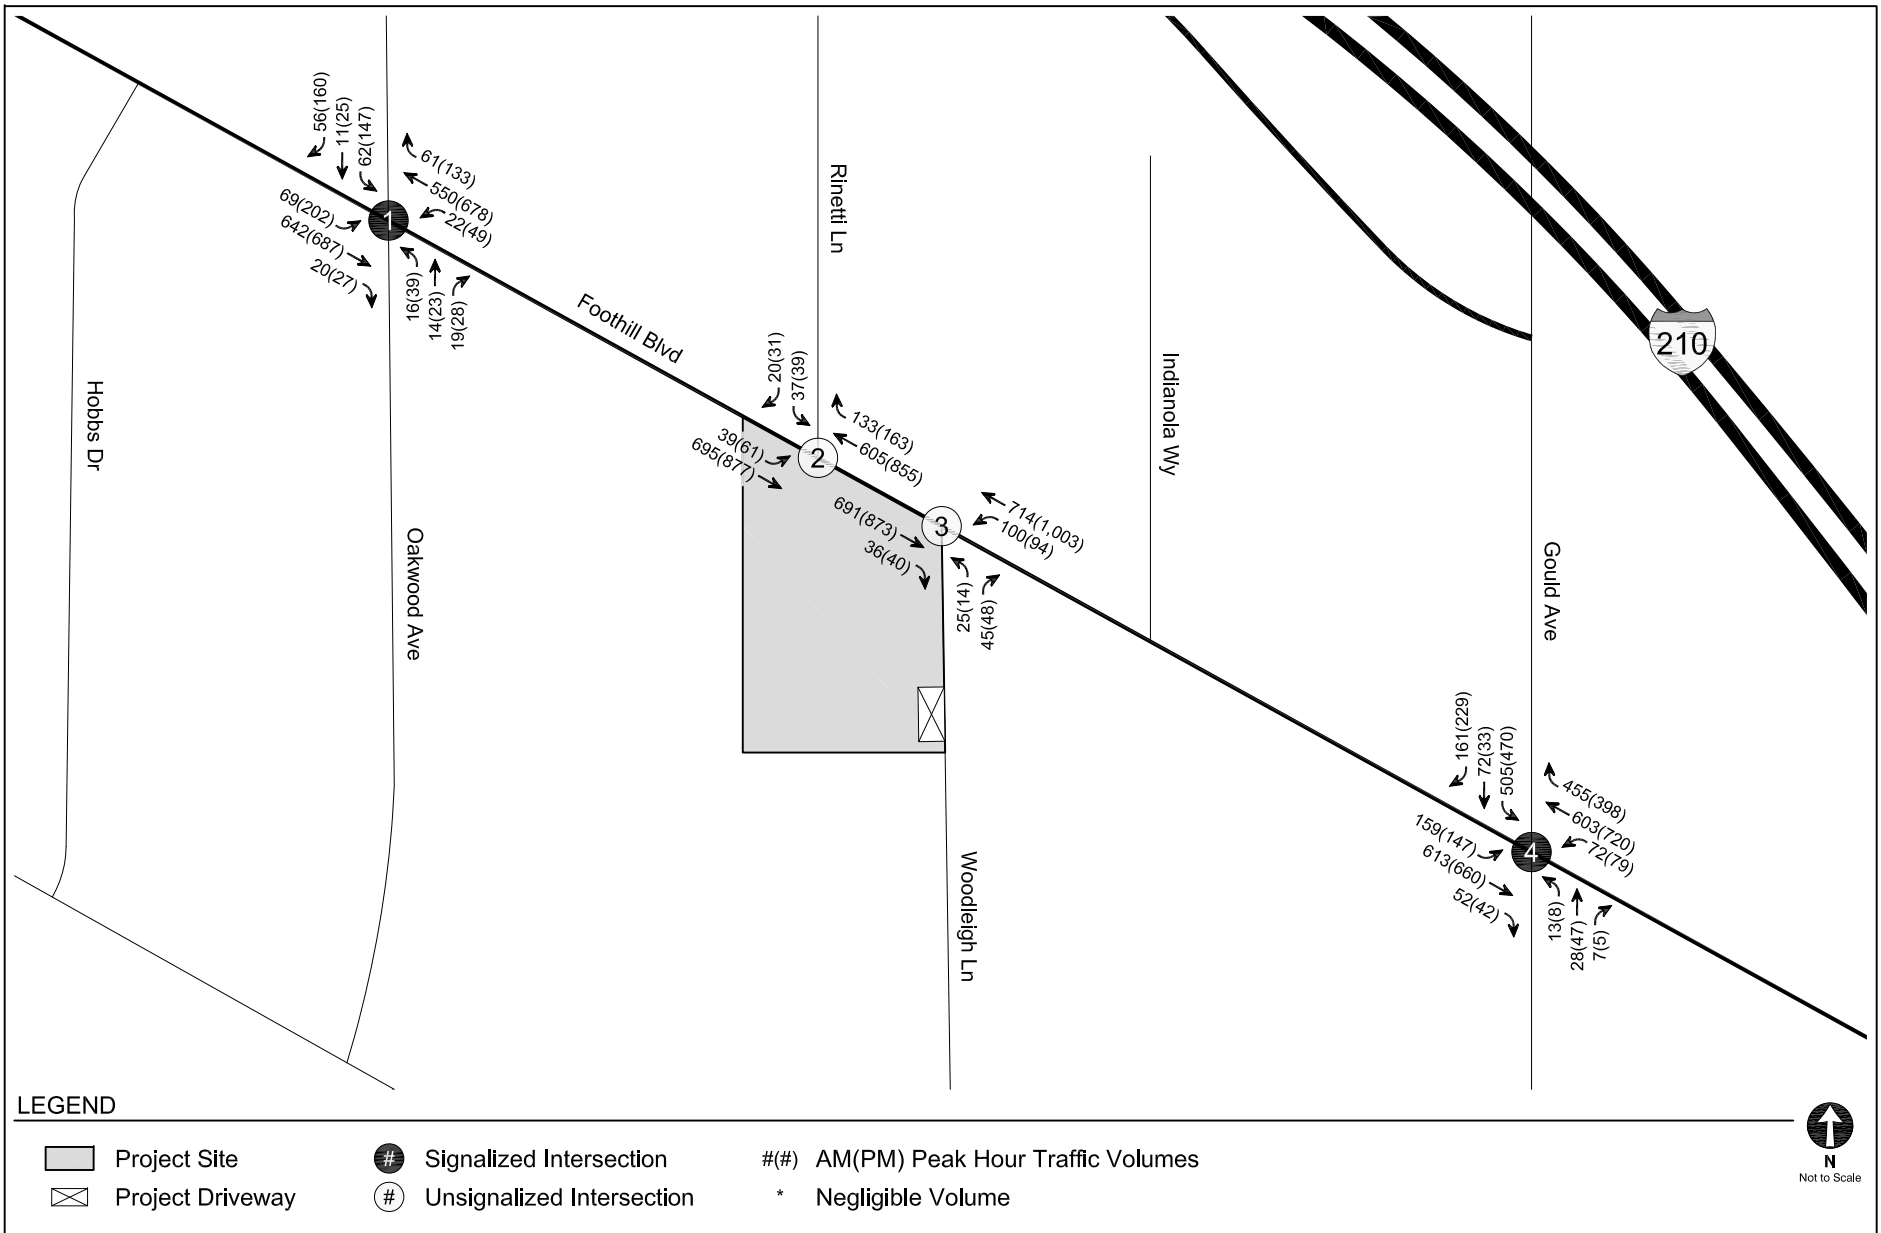 56(160)
11(25)
62(147)
61(133)
550(678)
22(49)
69(202)
642(687)
20(27)
1
16(39)
14(23)
19(28)
Foothill Blvd
Rinetti Ln
Hobbs Dr
Oakwood Ave
20(31)
37(39)
133(163)
605(855)
39(61)
695(877)
2
691(873)
36(40)
3
714(1,003)
100(94)
25(14)
45(48)
Indianola Wy
210
Gould Ave
Woodleigh Ln
161(229)
72(33)
505(470)
455(398)
603(720)
72(79)
159(147)
613(660)
52(42)
4
13(8)
28(47)
7(5)
LEGEND
Project Site
# Signalized Intersection
#(#) AM(PM) Peak Hour Traffic Volumes
Project Driveway
# Unsignalized Intersection
* Negligible Volume
N
Not to Scale